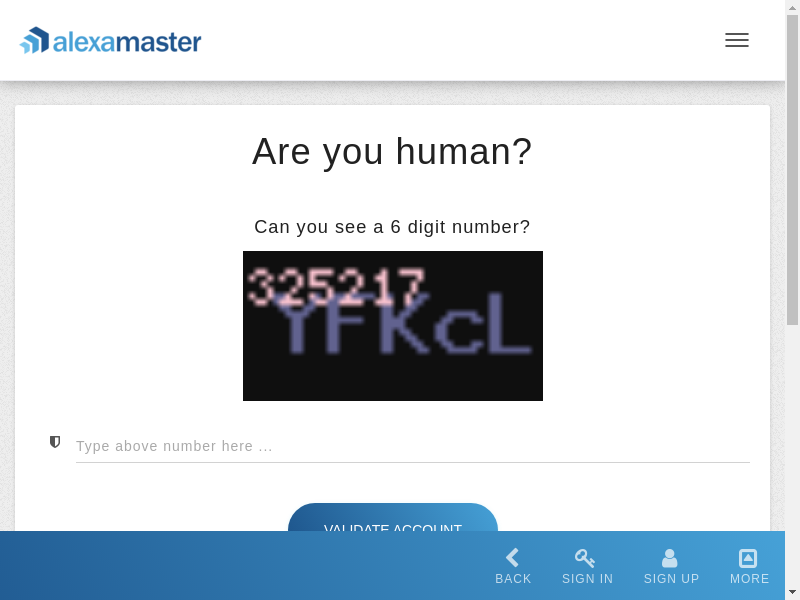 alexamaster
Are you human?
Can you see a 6 digit number?
325217
YFKcL
Type above number here ...
VALIDATE ACCOUNT
BACK SIGN IN SIGN UP MORE